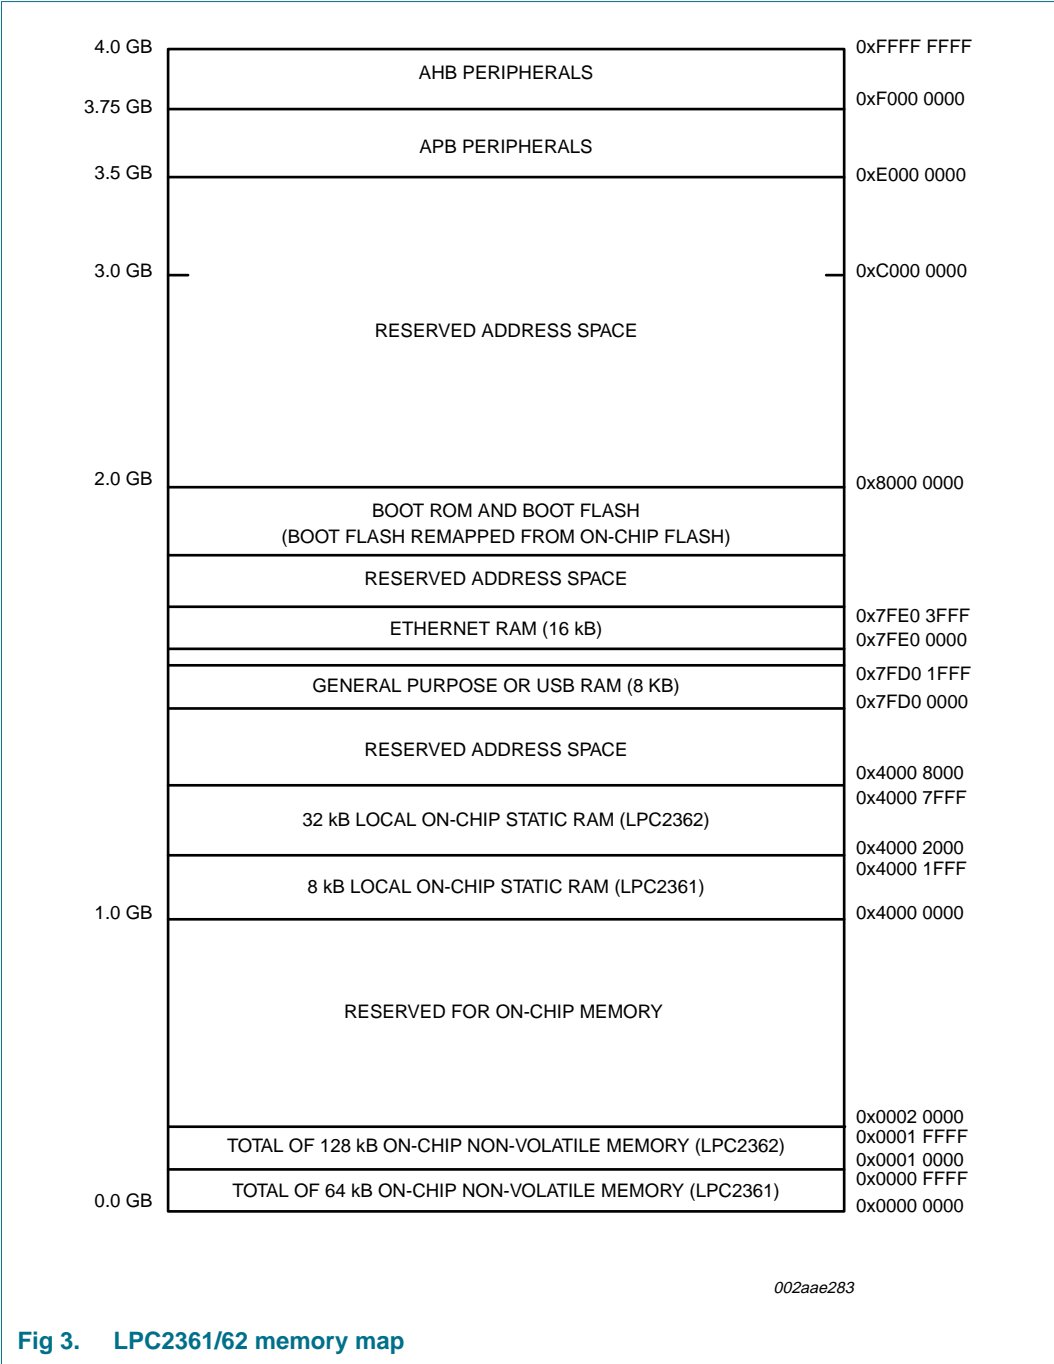 4.0 GB
0xFFFF FFFF
AHB PERIPHERALS
3.75 GB
0xF000 0000
APB PERIPHERALS
3.5 GB
0xE000 0000
3.0 GB
0xC000 0000
RESERVED ADDRESS SPACE
2.0 GB
0x8000 0000
BOOT ROM AND BOOT FLASH
(BOOT FLASH REMAPPED FROM ON-CHIP FLASH)
RESERVED ADDRESS SPACE
0x7FE0 3FFF
ETHERNET RAM (16 kB)
0x7FE0 0000
0x7FD0 1FFF
GENERAL PURPOSE OR USB RAM (8 KB)
0x7FD0 0000
RESERVED ADDRESS SPACE
0x4000 8000
0x4000 7FFF
32 kB LOCAL ON-CHIP STATIC RAM (LPC2362)
0x4000 2000
0x4000 1FFF
8 kB LOCAL ON-CHIP STATIC RAM (LPC2361)
1.0 GB
0x4000 0000
RESERVED FOR ON-CHIP MEMORY
0x0002 0000
0x0001 FFFF
TOTAL OF 128 kB ON-CHIP NON-VOLATILE MEMORY (LPC2362)
0x0001 0000
0x0000 FFFF
TOTAL OF 64 kB ON-CHIP NON-VOLATILE MEMORY (LPC2361)
0.0 GB
0x0000 0000
002aae283
Fig 3. LPC2361/62 memory map